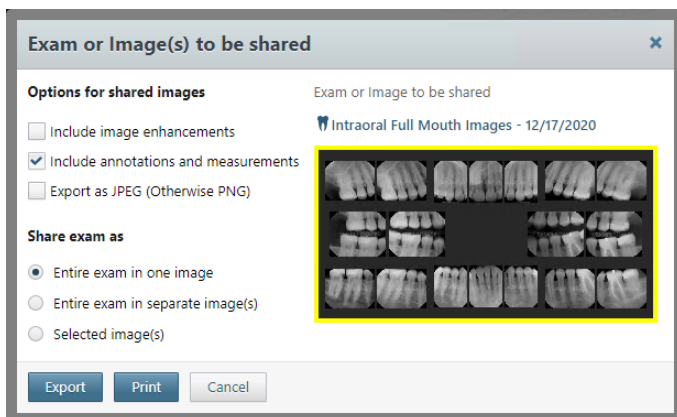 Exam or Image(s) to be shared
Options for shared images
Include image enhancements
Include annotations and measurements
Export as JPEG (Otherwise PNG)
Share exam as
Entire exam in one image
Entire exam in separate image(s)
Selected image(s)
Exam or Image to be shared
Intraoral Full Mouth Images - 12/17/2020
Export
Print
Cancel